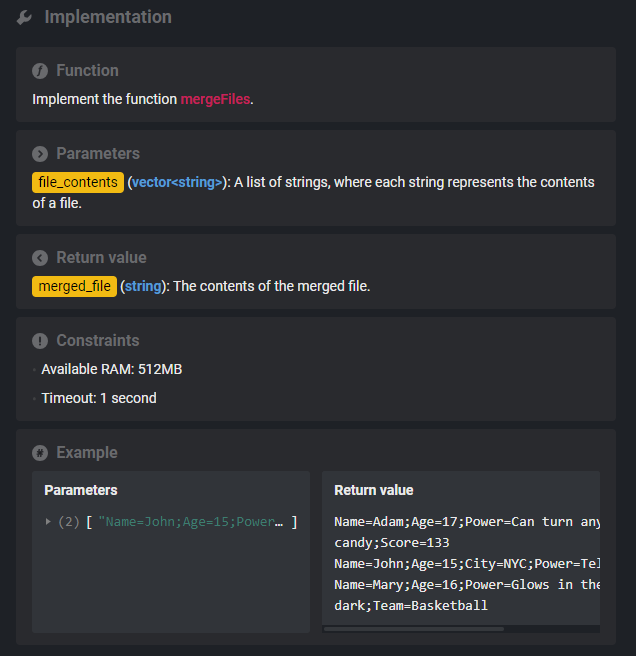 Implementation
Function
Implement the function mergeFiles.
Parameters
file_contents (vector<string>): A list of strings, where each string represents the contents
of a file.
Return value
merged_file (string): The contents of the merged file.
Constraints
Available RAM: 512MB
Timeout: 1 second
Example
Parameters
(2) [ "Name=John;Age=15;Power… ]
Return value
Name=Adam;Age=17;Power=Can turn any
candy;Score=133
Name=John;Age=15;City=NYC;Power=Tel
Name=Mary;Age=16;Power=Glows in the
dark;Team=Basketball